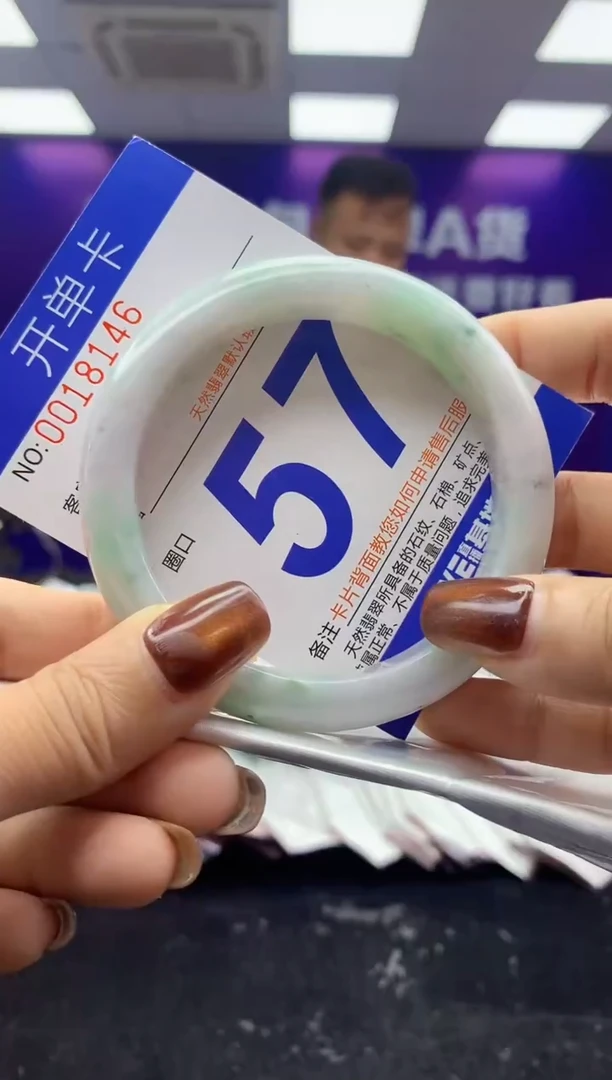 开单卡
NO:0018146
天然翡翠默认
圈口
57
备注
卡片背面教您如何申请售后服
天然翡翠所具备的石纹、石棉、矿点、
属正常、不属于质量问题,追求完美
A货